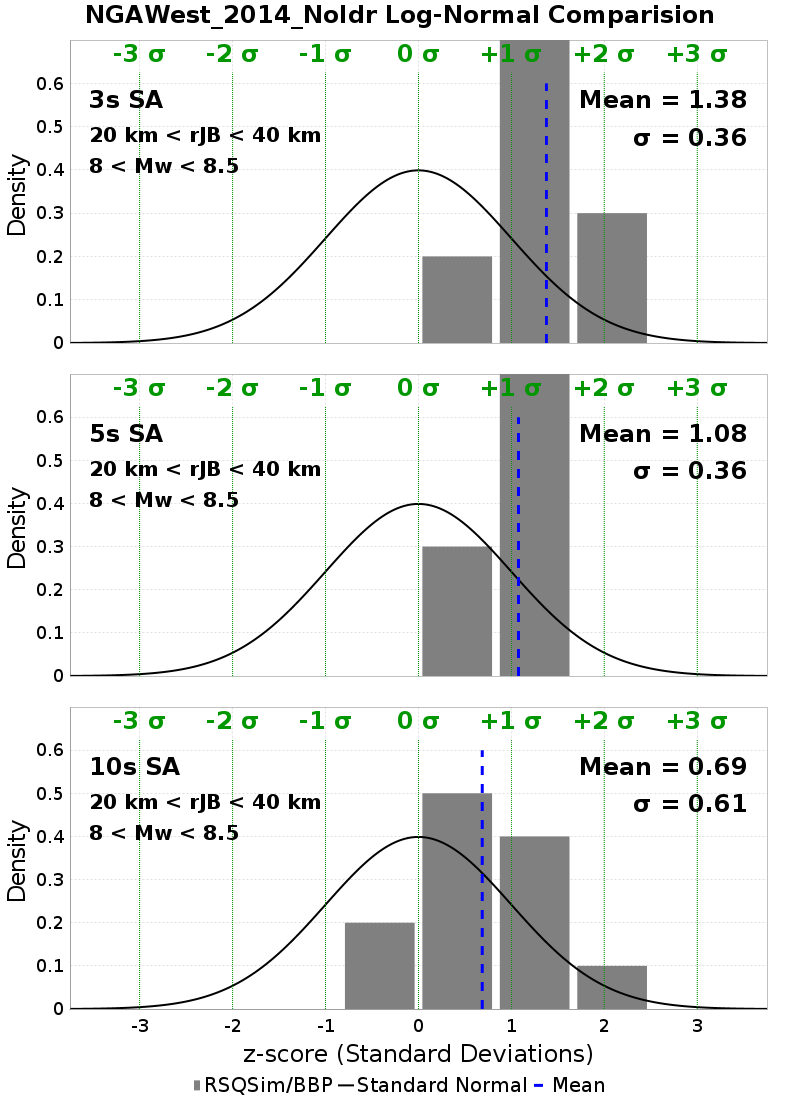 NGAWest_2014_NoIdr Log-Normal Comparision
-3 σ -2 σ -1 σ 0 σ +1 σ +2 σ +3 σ
3s SA
Mean = 1.38
20 km < rJB < 40 km
σ = 0.36
8 < Mw < 8.5
Density
0.6
0.5
0.4
0.3
0.2
0.1
0
-3 σ -2 σ -1 σ 0 σ +1 σ +2 σ +3 σ
5s SA
Mean = 1.08
20 km < rJB < 40 km
σ = 0.36
8 < Mw < 8.5
Density
0.6
0.5
0.4
0.3
0.2
0.1
0
-3 σ -2 σ -1 σ 0 σ +1 σ +2 σ +3 σ
10s SA
Mean = 0.69
20 km < rJB < 40 km
σ = 0.61
8 < Mw < 8.5
Density
0.6
0.5
0.4
0.3
0.2
0.1
0
-3 -2 -1 0 1 2 3
z-score (Standard Deviations)
RSQSim/BBP Standard Normal Mean